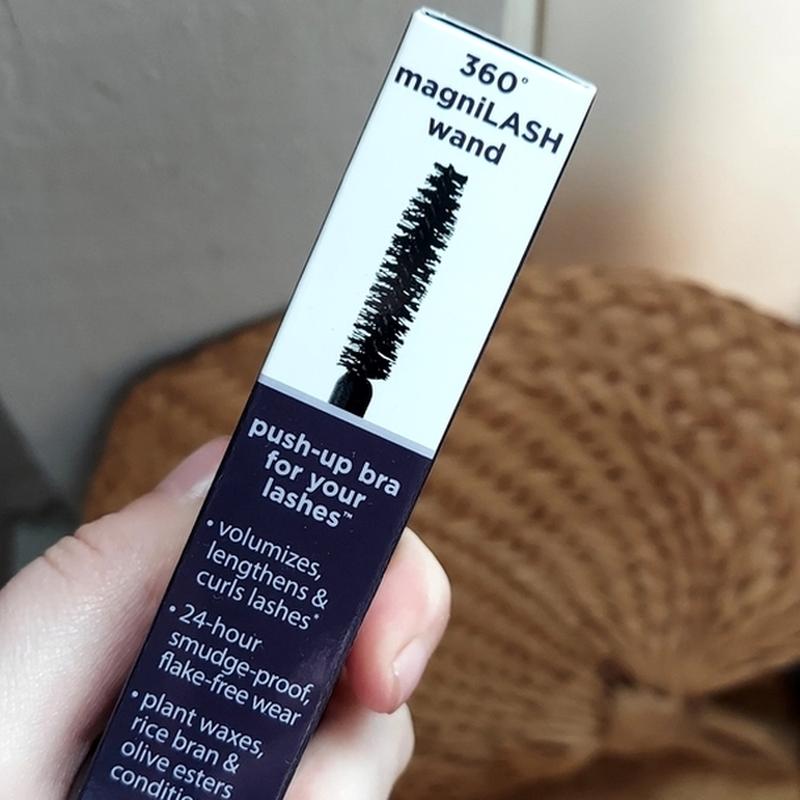 360°
magniLASH
wand
push-up bra
for your
lashes™
• volumizes,
lengthens &
curls lashes*
• 24-hour
smudge-proof,
flake-free wear
• plant waxes,
rice bran &
olive esters